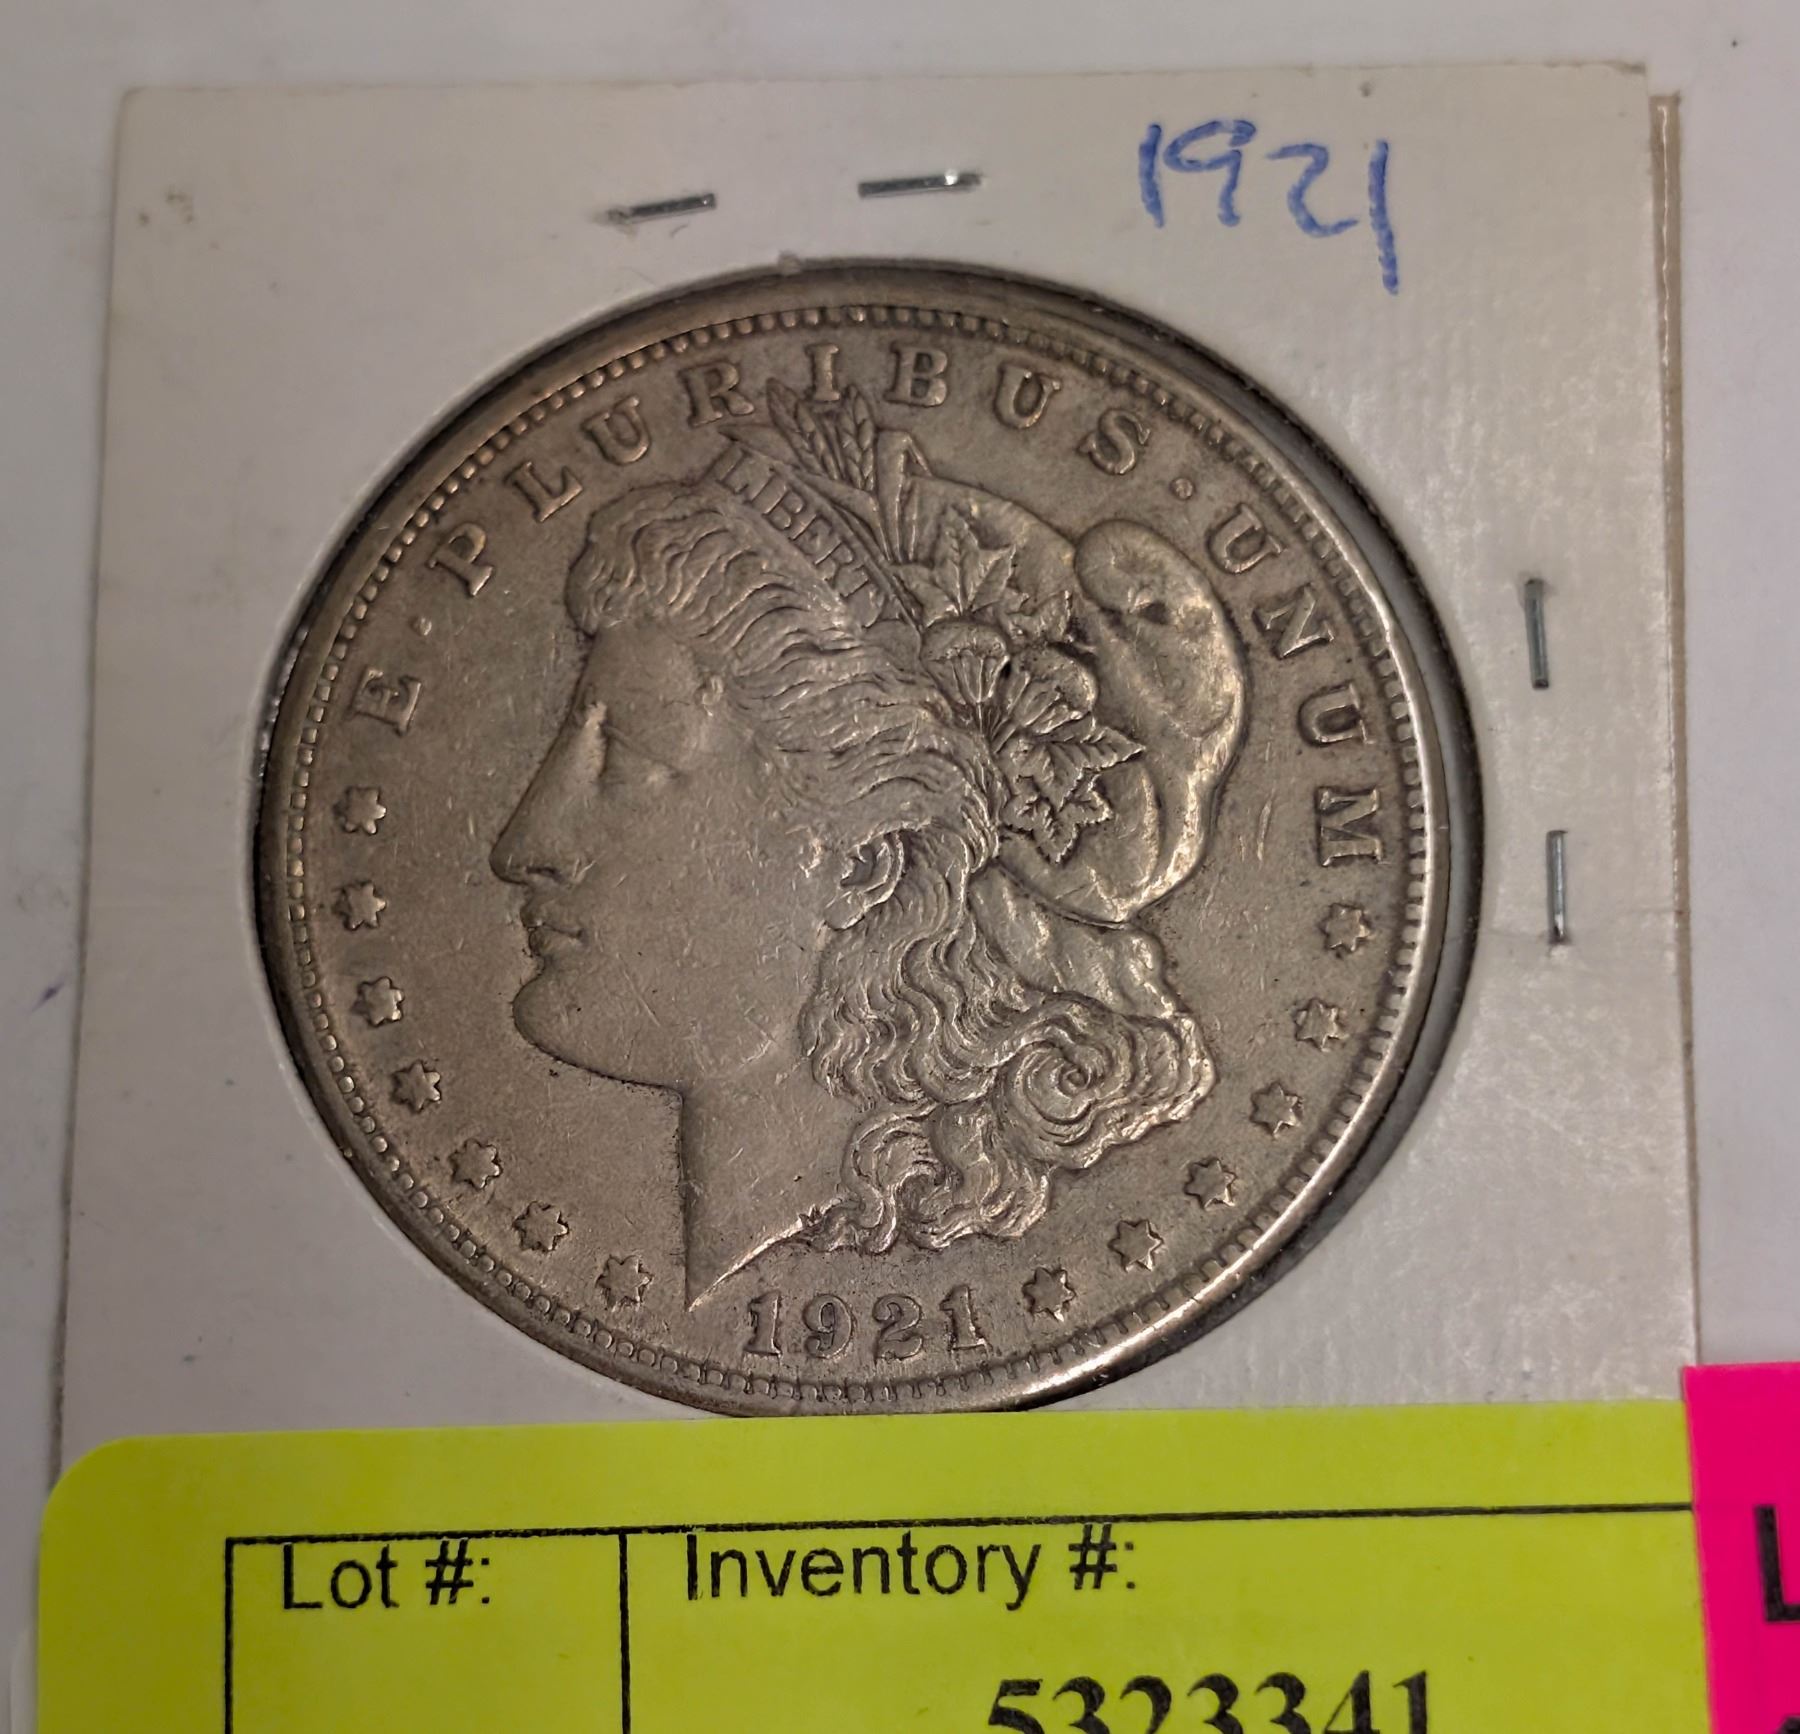 1921
E · PLURIBUS · UNUM
LIBERTY
1921
Lot #:
Inventory #:
5323341
L